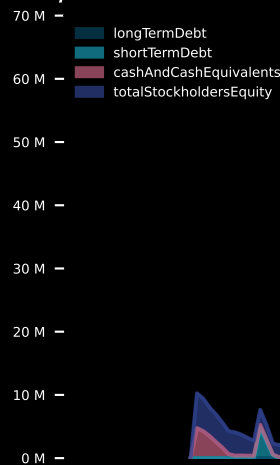 70 M
longTermDebt
shortTermDebt
60 M
cashAndCashEquivalents
totalStockholdersEquity
50 M
40 M
30 M
20 M
10 M
0 M